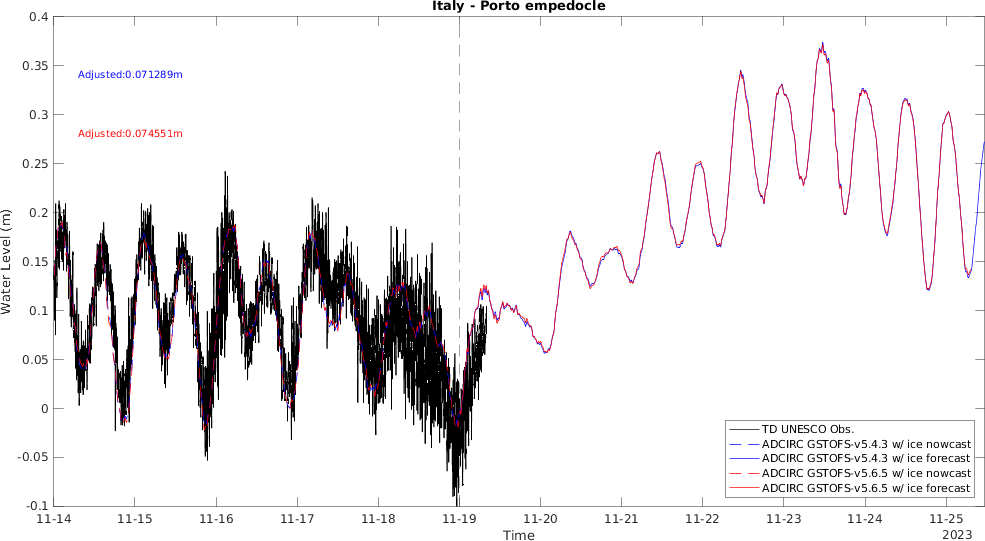 Italy - Porto empedocle
0.4
0.35
0.3
0.25
0.2
0.15
0.1
0.05
0
-0.05
-0.1
Water Level (m)
Adjusted:0.071289m
Adjusted:0.074551m
TD UNESCO Obs.
ADCIRC GSTOFS-v5.4.3 w/ ice nowcast
ADCIRC GSTOFS-v5.4.3 w/ ice forecast
ADCIRC GSTOFS-v5.6.5 w/ ice nowcast
ADCIRC GSTOFS-v5.6.5 w/ ice forecast
11-14 11-15 11-16 11-17 11-18 11-19 11-20 11-21 11-22 11-23 11-24 11-25
Time
2023